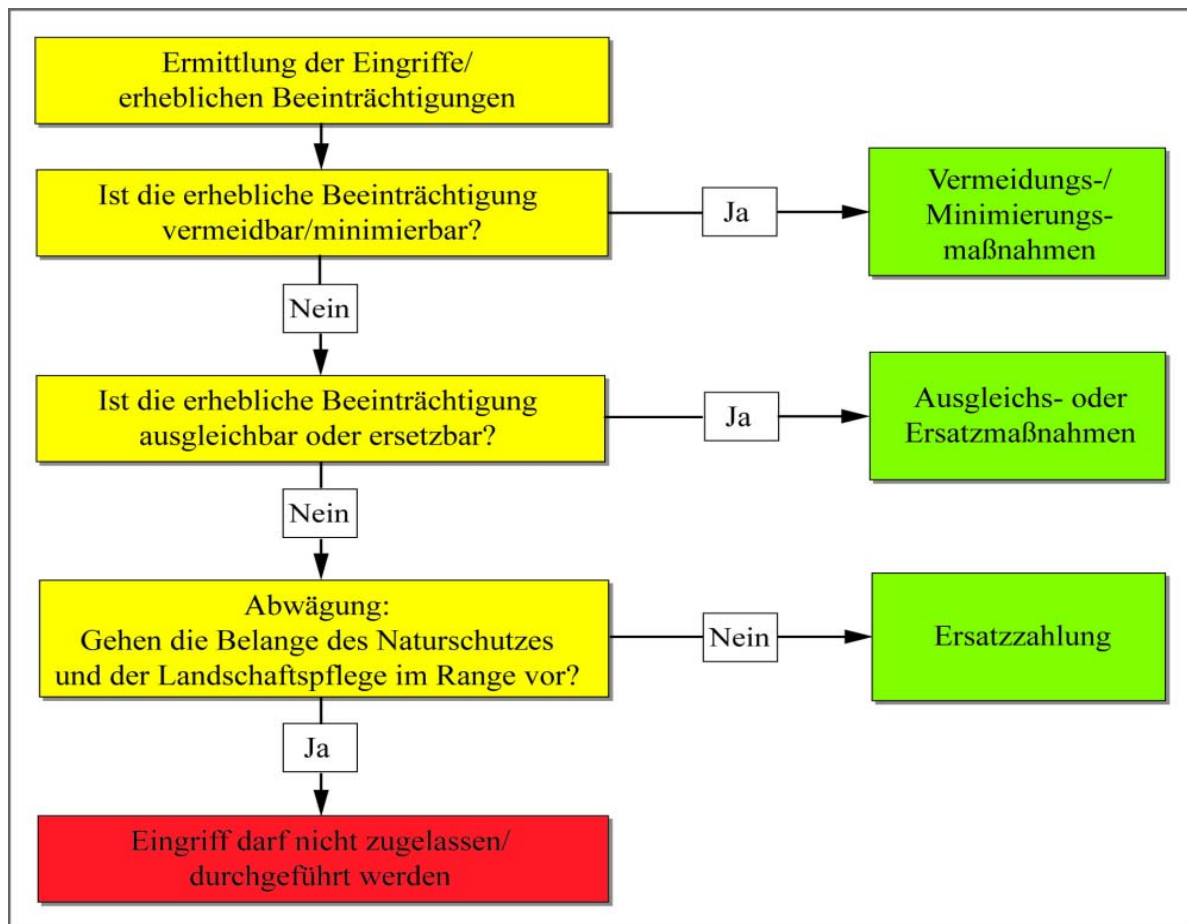 Ermittlung der Eingriffe/
erheblichen Beeinträchtigungen
Ist die erhebliche Beeinträchtigung
vermeidbar/minimierbar?
Ja
Vermeidungs-/
Minimierungs-
maßnahmen
Nein
Ist die erhebliche Beeinträchtigung
ausgleichbar oder ersetzbar?
Ja
Ausgleichs- oder
Ersatzmaßnahmen
Nein
Abwägung:
Gehen die Belange des Naturschutzes
und der Landschaftspflege im Range vor?
Nein
Ersatzzahlung
Ja
Eingriff darf nicht zugelassen/
durchgeführt werden